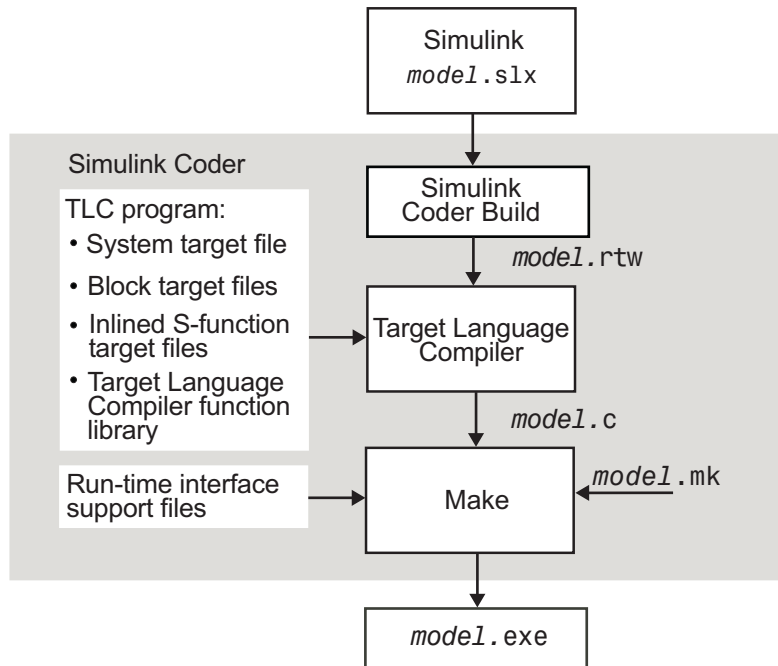 Simulink
model.slx
Simulink Coder
Simulink
Coder Build
TLC program:
• System target file
• Block target files
• Inlined S-function
target files
• Target Language
Compiler function
library
model.rtw
Target Language
Compiler
model.c
Run-time interface
support files
Make
model.mk
model.exe